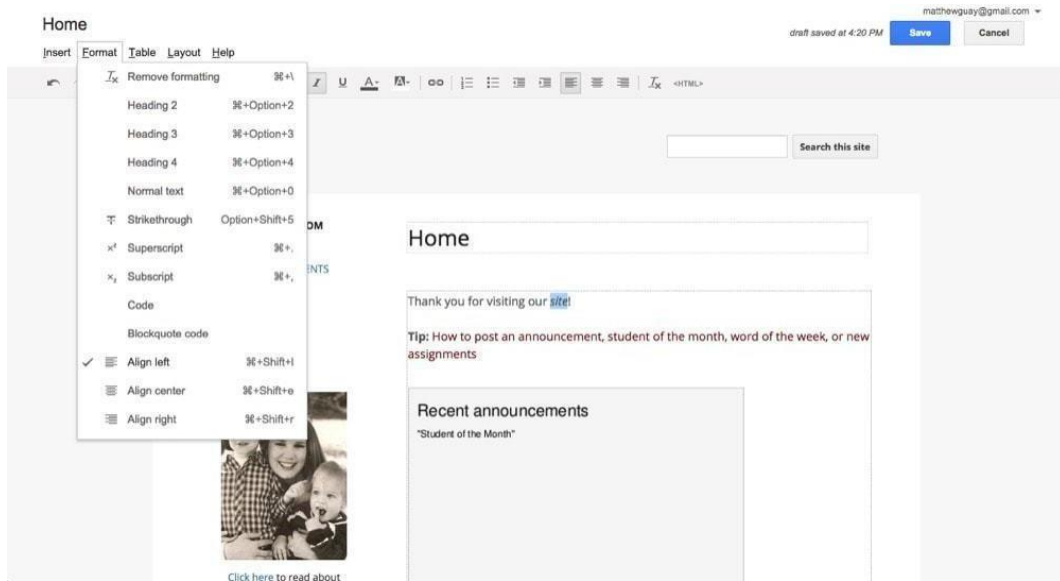 matthewguay@gmail.com
Home
draft saved at 4:20 PM
Save
Cancel
Insert Format Table Layout Help
Remove formatting ⌘+\
Heading 2 ⌘+Option+2
Heading 3 ⌘+Option+3
Heading 4 ⌘+Option+4
Normal text ⌘+Option+0
Strikethrough Option+Shift+5
Superscript ⌘+.
Subscript ⌘+,
Code
Blockquote code
Align left ⌘+Shift+l
Align center ⌘+Shift+e
Align right ⌘+Shift+r
I U A A <HTML>
Search this site
OM
ENTS
Home
Thank you for visiting our site!
Tip: How to post an announcement, student of the month, word of the week, or new
assignments
Recent announcements
"Student of the Month"
Click here to read about